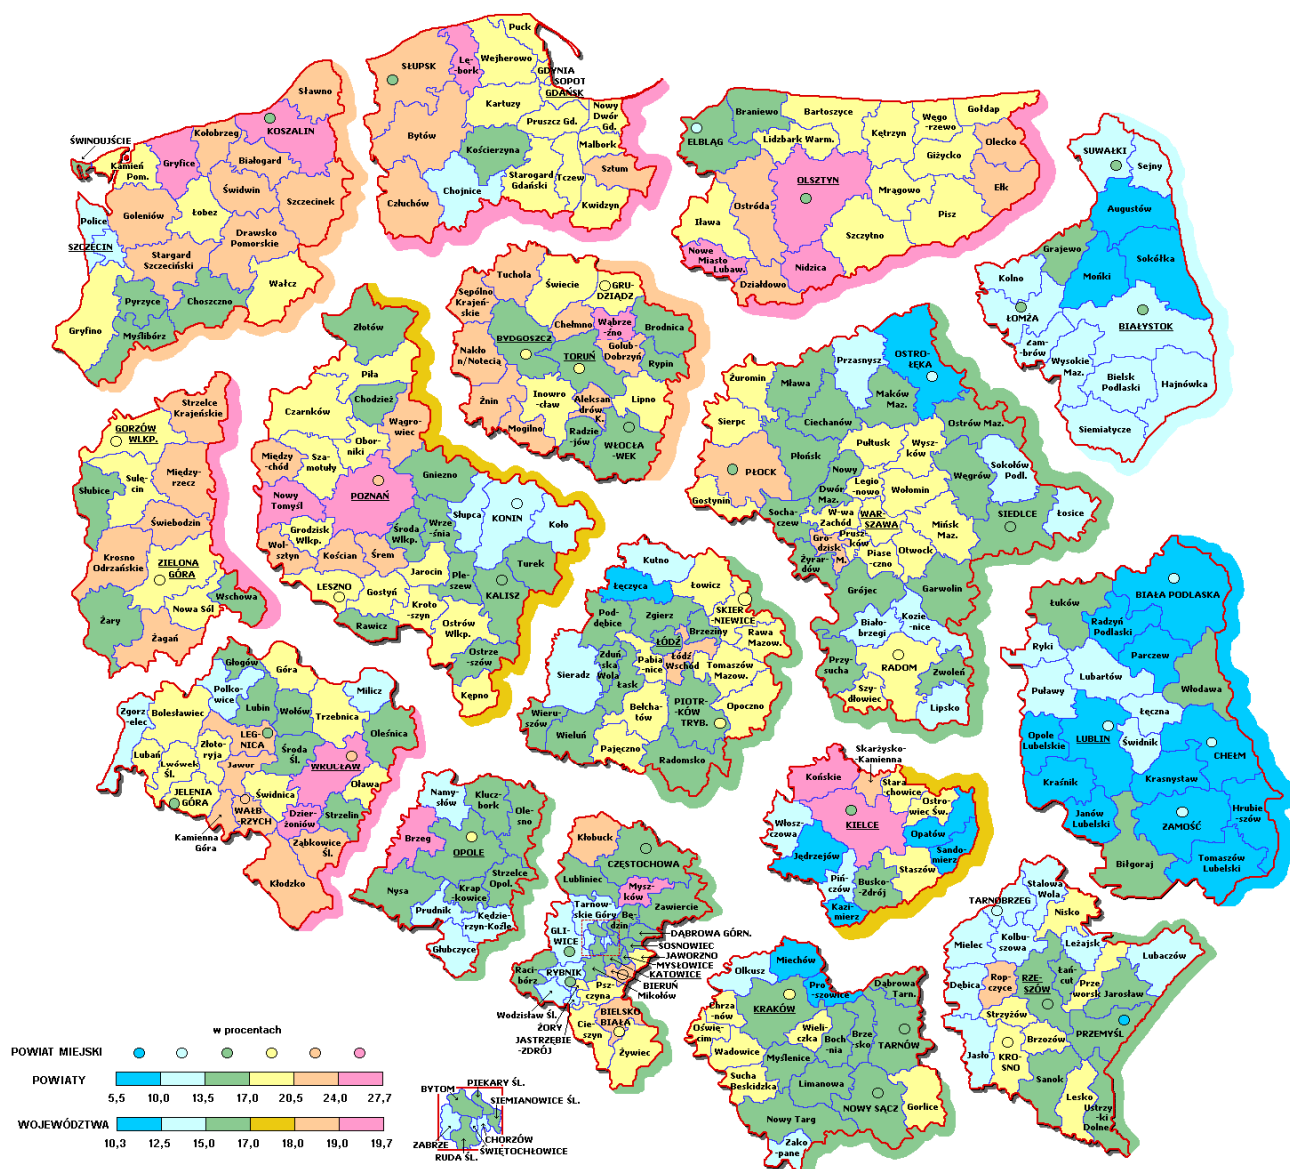 Puck
SŁUPSK
Lę-
-bork
Wejherowo
GDYNIA
SOPOT
GDAŃSK
Kartuzy
Pruszcz Gd.
Nowy
Dwór
Gd.
Bytów
Kościerzyna
Malbork
Chojnice
Starogard
Gdański
Tczew
Sztum
Człuchów
Kwidzyn
Sławno
KOSZALIN
Kołobrzeg
ŚWINOUJŚCIE
Kamień
Pom.
Gryfice
Białogard
Świdwin
Szczecinek
Police
Goleniów
Łobez
SZCZECIN
Drawsko
Pomorskie
Stargard
Szczeciński
Wałcz
Pyrzyce
Choszczno
Gryfino
Myślibórz
Braniewo
Bartoszyce
Gołdap
Węgo
-rzewo
ELBLĄG
Lidzbark Warm.
Kętrzyn
Olecko
Giżycko
OLSZTYN
Ełk
Mrągowo
Ostróda
Pisz
Iława
Szczytno
Nowe
Miasto
Lubaw.
Nidzica
Działdowo
SUWAŁKI
Sejny
Augustów
Grajewo
Sokółka
Kolno
Mońki
ŁOMŻA
BIAŁYSTOK
Zam-
-brów
Wysokie
Maz.
Bielsk
Podlaski
Hajnówka
Siemiatycze
Tuchola
Świecie
GRU-
DZIĄDZ
Sępólno
Krajeń-
skie
Chełmno
Wąbrze-
-źno
Brodnica
BYDGOSZCZ
Nakło
n/Notecią
TORUŃ
Golub-
Dobrzyń
Rypin
Żnin
Inowro
-cław
Aleksan-
drów
K.
Lipno
Mogilno
Radzie-
jów
WŁOCŁA
-WEK
Złotów
Piła
Chodzież
Czarnków
Wągro-
wiec
Obor-
niki
Między
-chód
Sza-
motuły
Gniezno
Nowy
Tomyśl
POZNAŃ
Słupca
KONIN
Koło
Wrze-
-śnia
Środa
Wlkp.
Grodzisk
Wlkp.
Wol-
sztyn
Kościan
Śrem
Turek
Jarocin
Ple-
szew
LESZNO
Gostyń
KALISZ
Kroto
-szyn
Rawicz
Ostrów
Wlkp.
Ostrze-
-szów
Kępno
Strzelce
Krajeńskie
GORZÓW
WLKP.
Słubice
Sulę-
cin
Między-
rzecz
Świebodzin
Krosno
Odrzańskie
ZIELONA
GÓRA
Wschowa
Nowa Sól
Żary
Żagań
Przasnysz
OSTRO-
-ŁĘKA
Żuromin
Mława
Maków
Maz.
Sierpc
Ciechanów
Ostrów Maz.
Pułtusk
Wysz-
ków
PŁOCK
Płońsk
Węgrów
Sokołów
Podl.
Nowy
Dwór
Maz.
Legio
-nowo
Wołomin
Gostynin
Socha-
czew
W-wa
Zachód
WAR-
SZAWA
SIEDLCE
Łosice
Mińsk
Maz.
Prusz-
ków
Gro-
dzisk
M.
Żyrar-
dów
Piase
-czno
Otwock
Grójec
Garwolin
Biało-
brzegi
Kozie-
nice
Przy-
sucha
RADOM
Zwoleń
Szy-
dłowiec
Lipsko
Kutno
Łęczyca
Łowicz
SKIER
NIEWICE
Pod-
dębice
Zgierz
Brzeziny
Rawa
Mazow.
ŁÓDŹ
Łódź
Wschód
Sieradz
Zduń
ska
Wola
Pabia-
nice
Tomaszów
Mazow.
Łask
Bełcha-
tów
PIOTR-
-KÓW
TRYB.
Opoczno
Wieru-
szów
Wieluń
Pajęczno
Radomsko
BIAŁA PODLASKA
Łuków
Radzyń
Podlaski
Ryki
Parczew
Lubartów
Włodawa
Puławy
Łęczna
Opole
Lubelskie
LUBLIN
Świdnik
CHEŁM
Kraśnik
Krasnystaw
Janów
Lubelski
ZAMOŚĆ
Hrubie
-szów
Biłgoraj
Tomaszów
Lubelski
Głogów
Góra
Polko-
wice
Lubin
Milicz
Wołów
Trzebnica
Zgorz
-elec
Bolesławiec
LEG-
NICA
Oleśnica
Lubań
Złoto-
ryja
Środa
Śl.
Lwówek
Śl.
Jawor
WROCŁAW
JELENIA
GÓRA
Świdnica
Oława
WAŁB
-RZYCH
Dzier-
żoniów
Strzelin
Kamienna
Góra
Ząbkowice
Śl.
Kłodzko
Namy-
słów
Klucz-
bork
Ole-
sno
Brzeg
OPOLE
Nysa
Strzelce
Opol.
Krap-
kowice
Prudnik
Kędzie-
rzyn-Koźle
Głubczyce
Kłobuck
CZĘSTOCHOWA
Lubliniec
Mysz-
ków
Zawiercie
Tarnow-
skie Góry
Bę-
dzin
GLI-
WICE
DĄBROWA GÓRN.
SOSNOWIEC
JAWORZNO
MYSŁOWICE
KATOWICE
BIERUŃ
Mikołów
Raci-
bórz
RYBNIK
Wodzisław Śl.
ŻORY
JASTRZĘBIE
-ZDRÓJ
Psz-
czyna
BIELSKO
BIAŁA
Cie-
szyn
Żywiec
Skarżysko-
Kamienna
Końskie
Stara
chowice
KIELCE
Ostro-
wiec Św.
Włosz-
czowa
Opatów
Jędrzejów
Sando-
mierz
Staszów
Piń-
czów
Busko-
Zdrój
Kazi-
mierz
Miechów
Olkusz
Pro-
szowice
Dąbrowa
Tarn.
Chrza-
nów
KRAKÓW
Oświę-
cim
Wieli-
czka
Boch-
nia
Brze-
sko
TARNÓW
Wadowice
Myślenice
Sucha
Beskidzka
Limanowa
NOWY SĄCZ
Gorlice
Nowy Targ
Zako
-pane
Stalowa
Wola
TARNOBRZEG
Nisko
Mielec
Kolbu-
szowa
Leżajsk
Lubaczów
Dębica
Rop-
czyce
RZE-
SZÓW
Łań-
cut
Prze
worsk
Jarosław
Strzyżów
PRZEMYŚL
Jasło
KRO-
SNO
Brzozów
Sanok
Lesko
Ustrzy
-ki
Dolne
w procentach
POWIAT MIEJSKI
POWIATY
5,5 10,0 13,5 17,0 20,5 24,0 27,7
WOJEWÓDZTWA
10,3 12,5 15,0 17,0 18,0 19,0 19,7
BYTOM
PIEKARY ŚL.
SIEMIANOWICE ŚL.
ZABRZE
CHORZÓW
ŚWIĘTOCHŁOWICE
RUDA ŚL.